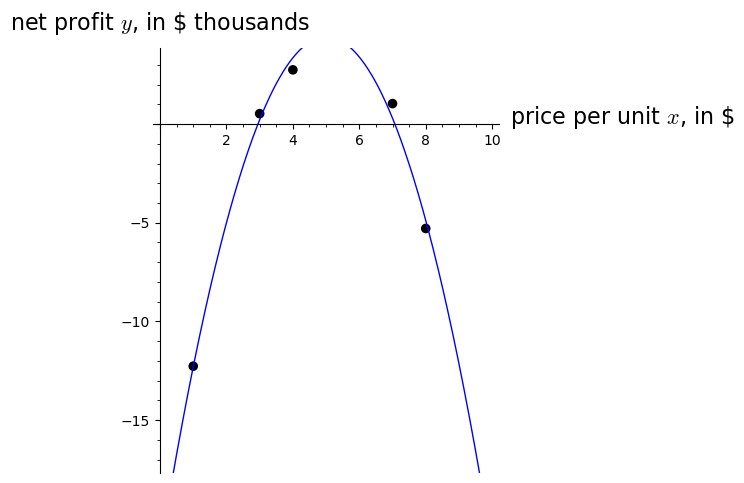 net profit y, in $ thousands
price per unit x, in $
2 4 6 8 10
−5
−10
−15